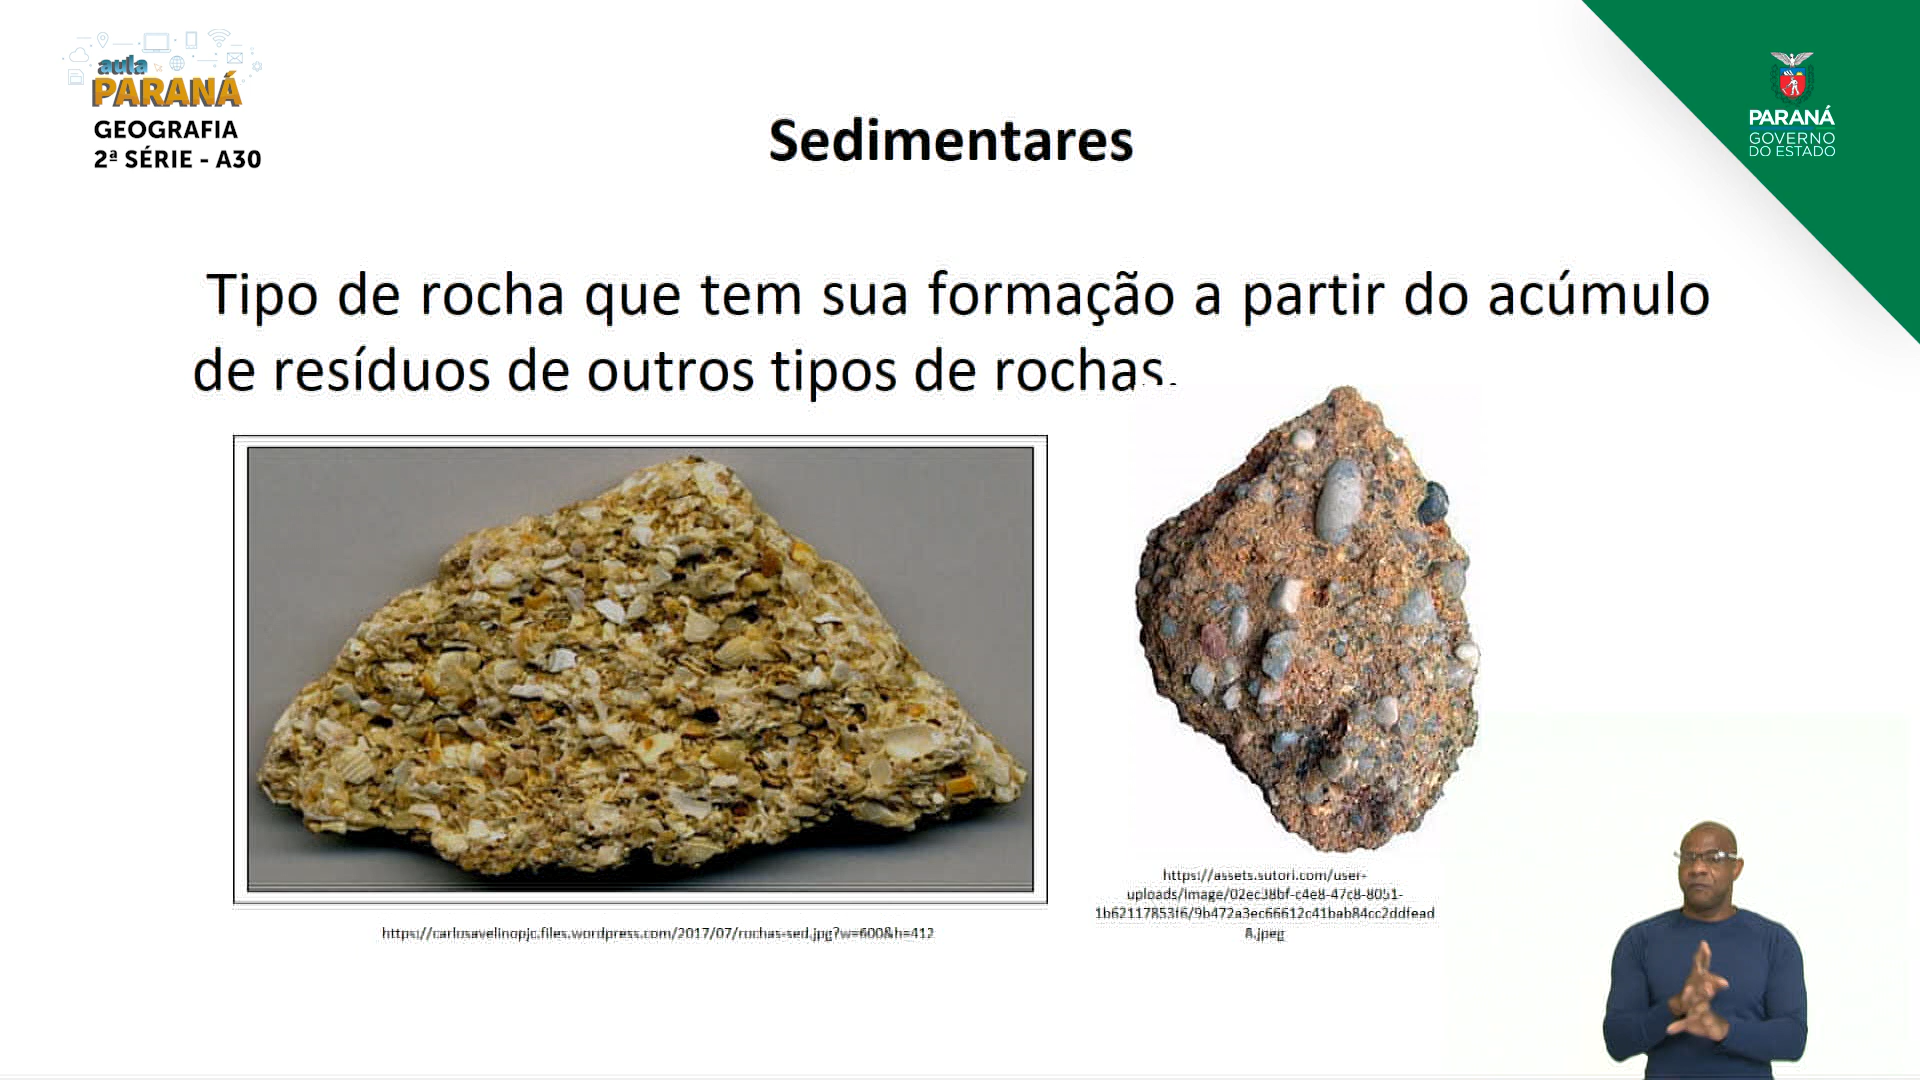 aula
PARANÁ
GEOGRAFIA
2ª SÉRIE - A30
PARANÁ
GOVERNO
DO ESTADO
Sedimentares
Tipo de rocha que tem sua formação a partir do acúmulo
de resíduos de outros tipos de rochas.
https://carlosavelinopjc.files.wordpress.com/2017/07/rochas-sed.jpg?w=600&h=412
https://assets.sutori.com/user-
uploads/image/02ec38bf-c4e8-47c8-8051-
1b62117853f6/9b472a3ec66612c41bab84cc2ddfead
8.jpeg